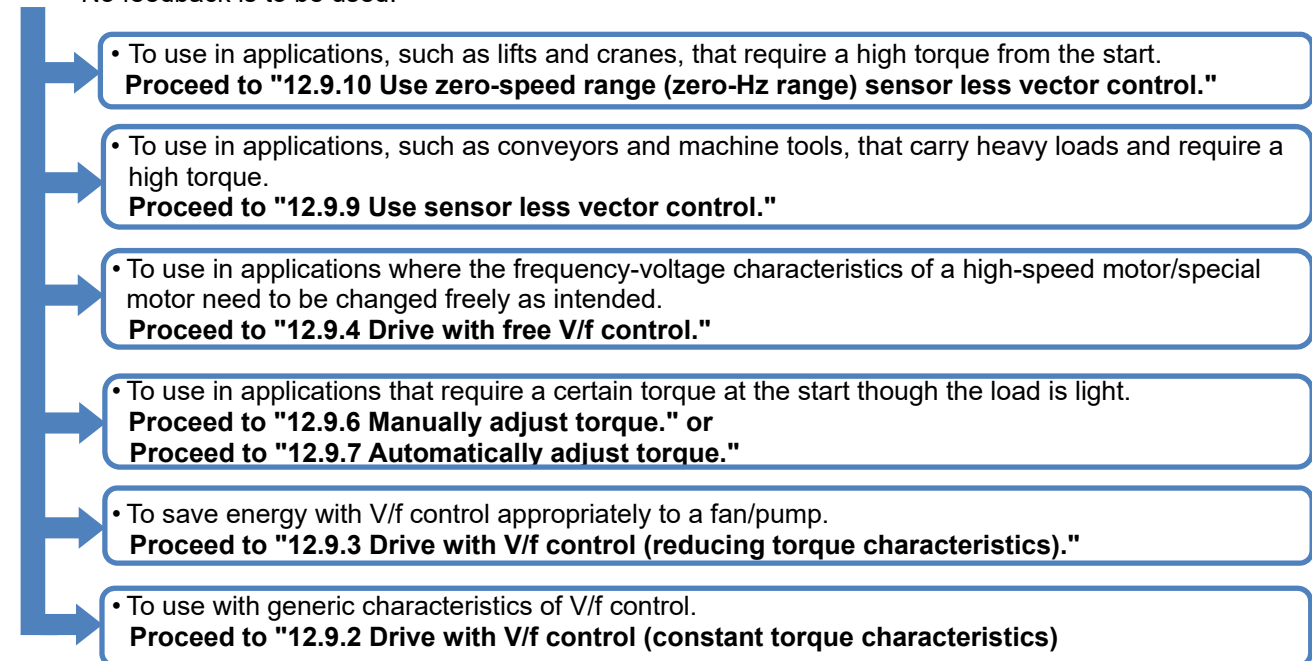 No feedback is to be used.
• To use in applications, such as lifts and cranes, that require a high torque from the start.
Proceed to "12.9.10 Use zero-speed range (zero-Hz range) sensor less vector control."
• To use in applications, such as conveyors and machine tools, that carry heavy loads and require a
high torque.
Proceed to "12.9.9 Use sensor less vector control."
• To use in applications where the frequency-voltage characteristics of a high-speed motor/special
motor need to be changed freely as intended.
Proceed to "12.9.4 Drive with free V/f control."
• To use in applications that require a certain torque at the start though the load is light.
Proceed to "12.9.6 Manually adjust torque." or
Proceed to "12.9.7 Automatically adjust torque."
• To save energy with V/f control appropriately to a fan/pump.
Proceed to "12.9.3 Drive with V/f control (reducing torque characteristics)."
• To use with generic characteristics of V/f control.
Proceed to "12.9.2 Drive with V/f control (constant torque characteristics)